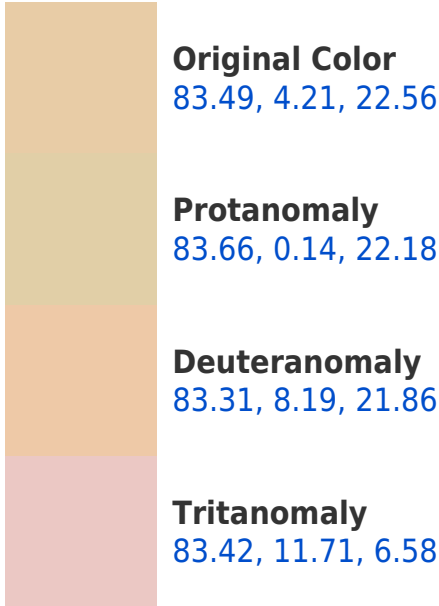 Original Color
83.49, 4.21, 22.56
Protanomaly
83.66, 0.14, 22.18
Deuteranomaly
83.31, 8.19, 21.86
Tritanomaly
83.42, 11.71, 6.58